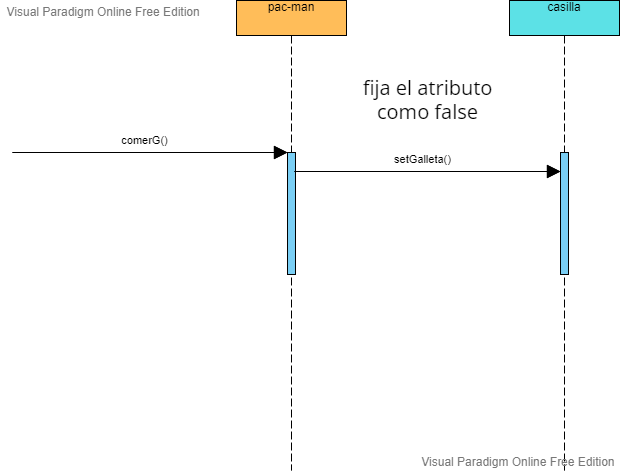 Visual Paradigm Online Free Edition
pac-man
casilla
fija el atributo
como false
comerG()
setGalleta()
Visual Paradigm Online Free Edition